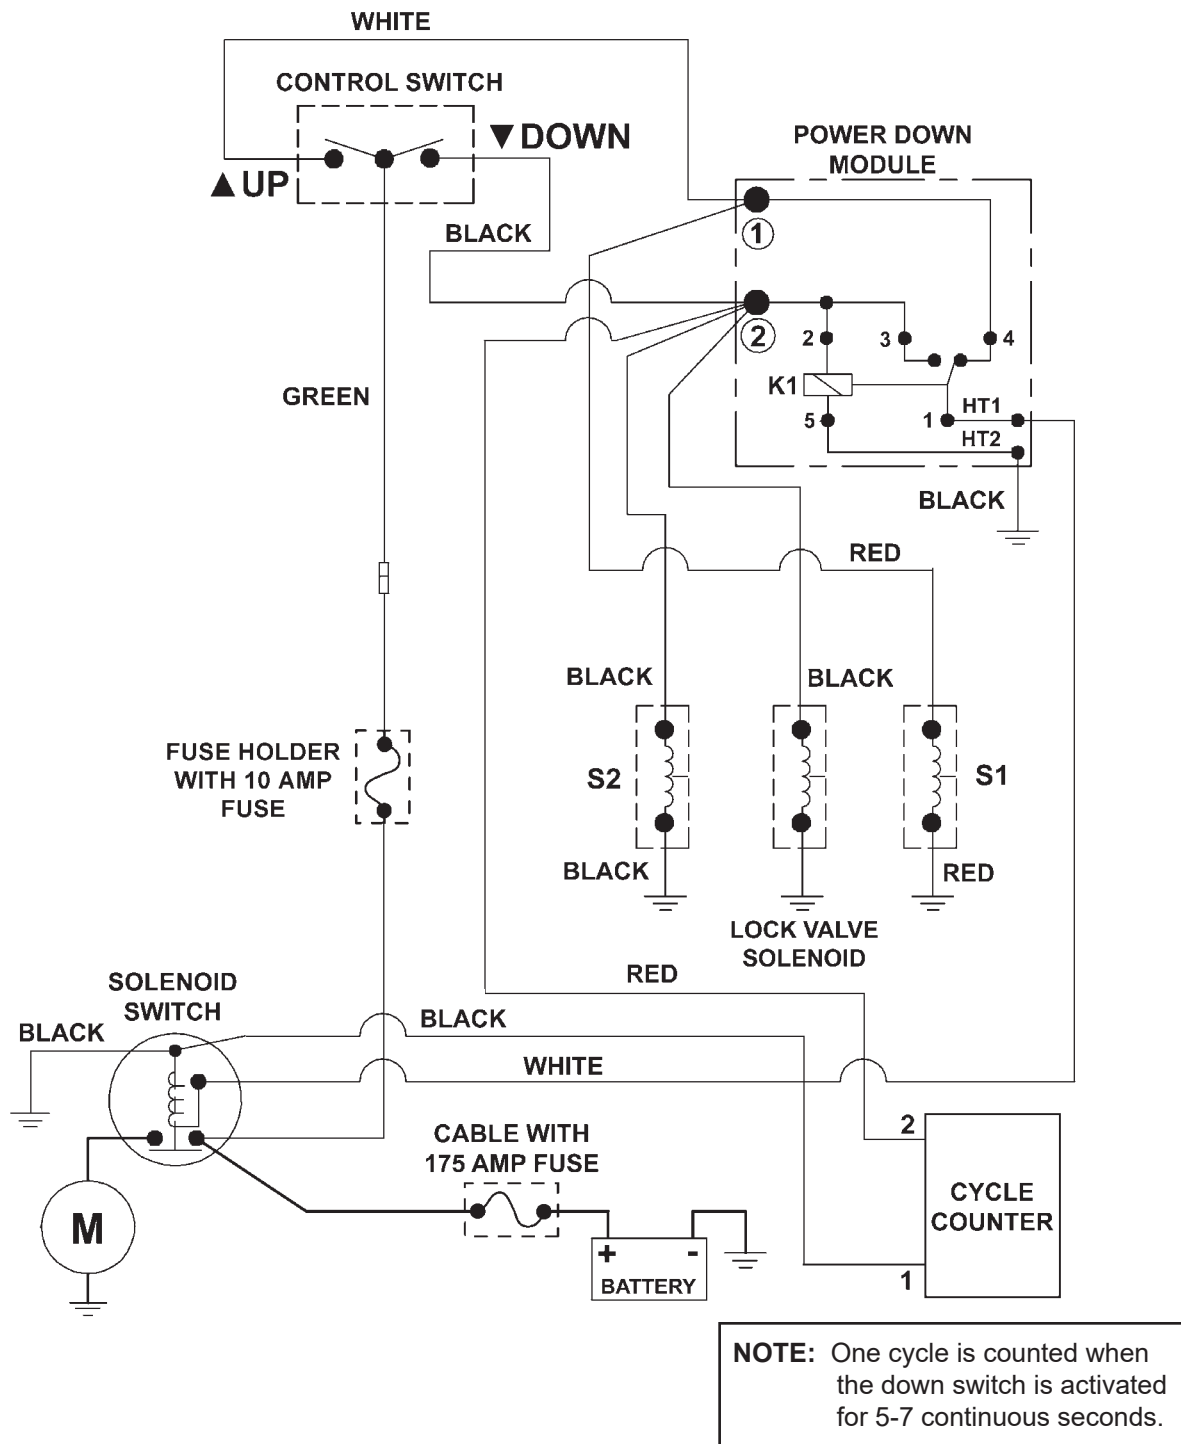 WHITE
CONTROL SWITCH
▼DOWN
▲UP
POWER DOWN
MODULE
BLACK
1
2
2
3
4
K1
5
1
HT1
HT2
BLACK
GREEN
RED
BLACK
BLACK
FUSE HOLDER
WITH 10 AMP
FUSE
S2
S1
BLACK
RED
LOCK VALVE
SOLENOID
RED
SOLENOID
SWITCH
BLACK
BLACK
WHITE
CABLE WITH
175 AMP FUSE
2
CYCLE
COUNTER
1
M
+ -
BATTERY
NOTE: One cycle is counted when
the down switch is activated
for 5-7 continuous seconds.